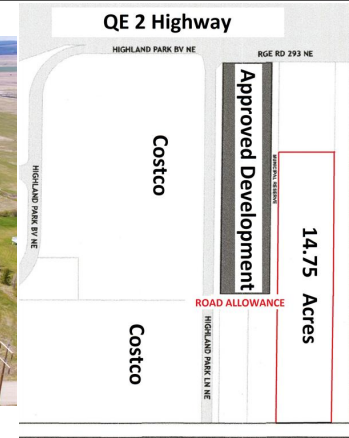 QE 2 Highway
HIGHLAND PARK BV NE
RGE RD 293 NE
HIGHLAND PARK BV NE
Costco
Approved Development
MUNICIPAL RESERVE
14.75 Acres
ROAD ALLOWANCE
Costco
HIGHLAND PARK LN NE